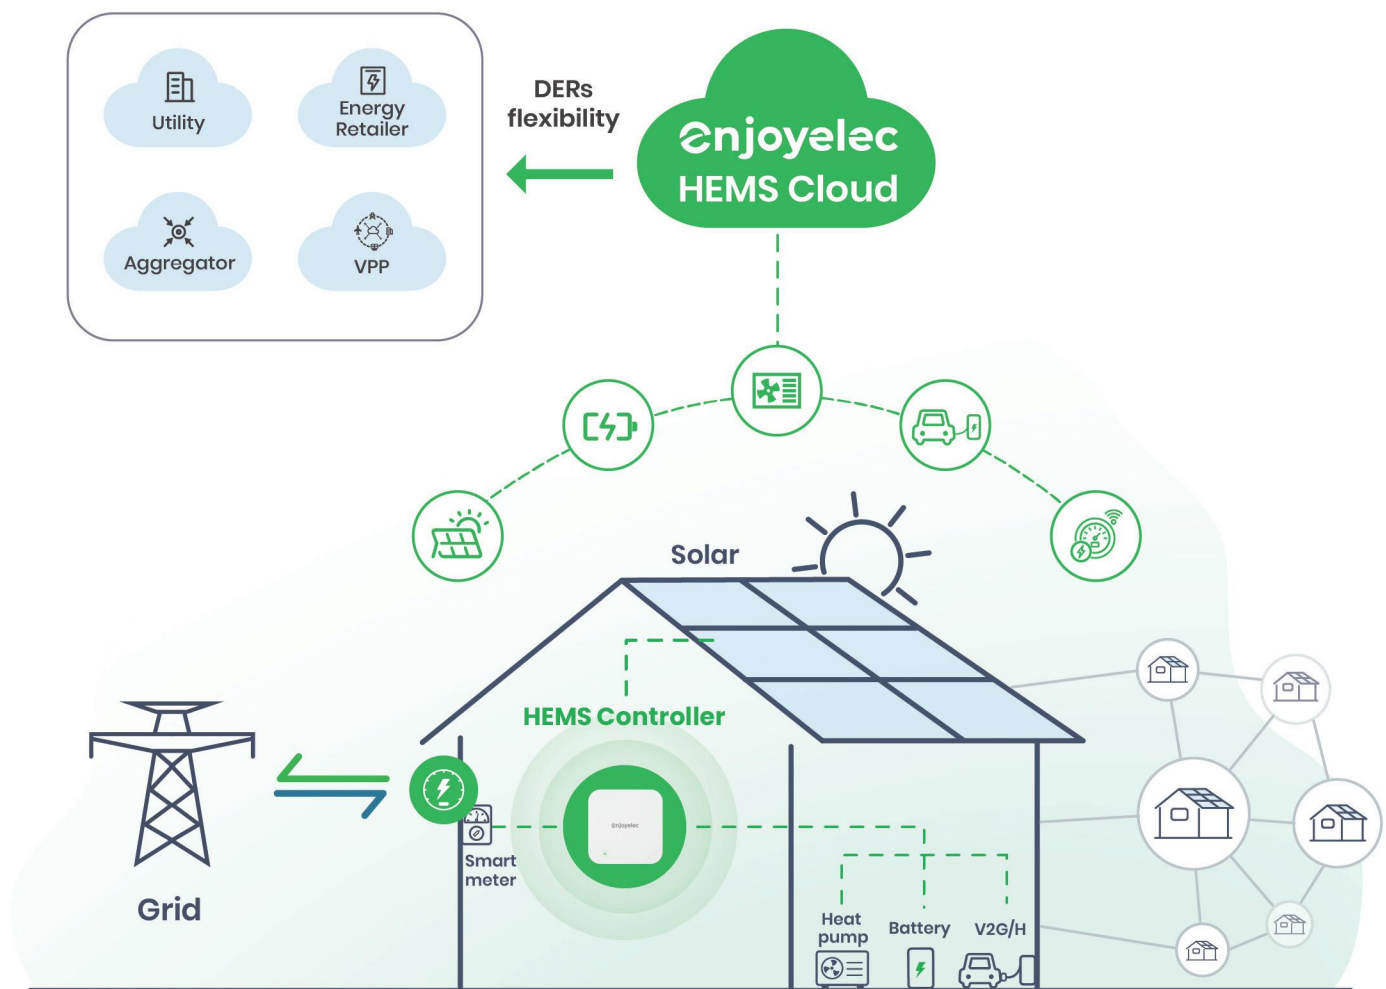 Utility
Energy
Retailer
Aggregator
VPP
DERs
flexibility
enjoyelec
HEMS Cloud
Solar
HEMS Controller
Enjoyelec
Smart
meter
Grid
Heat
pump
Battery
V2G/H